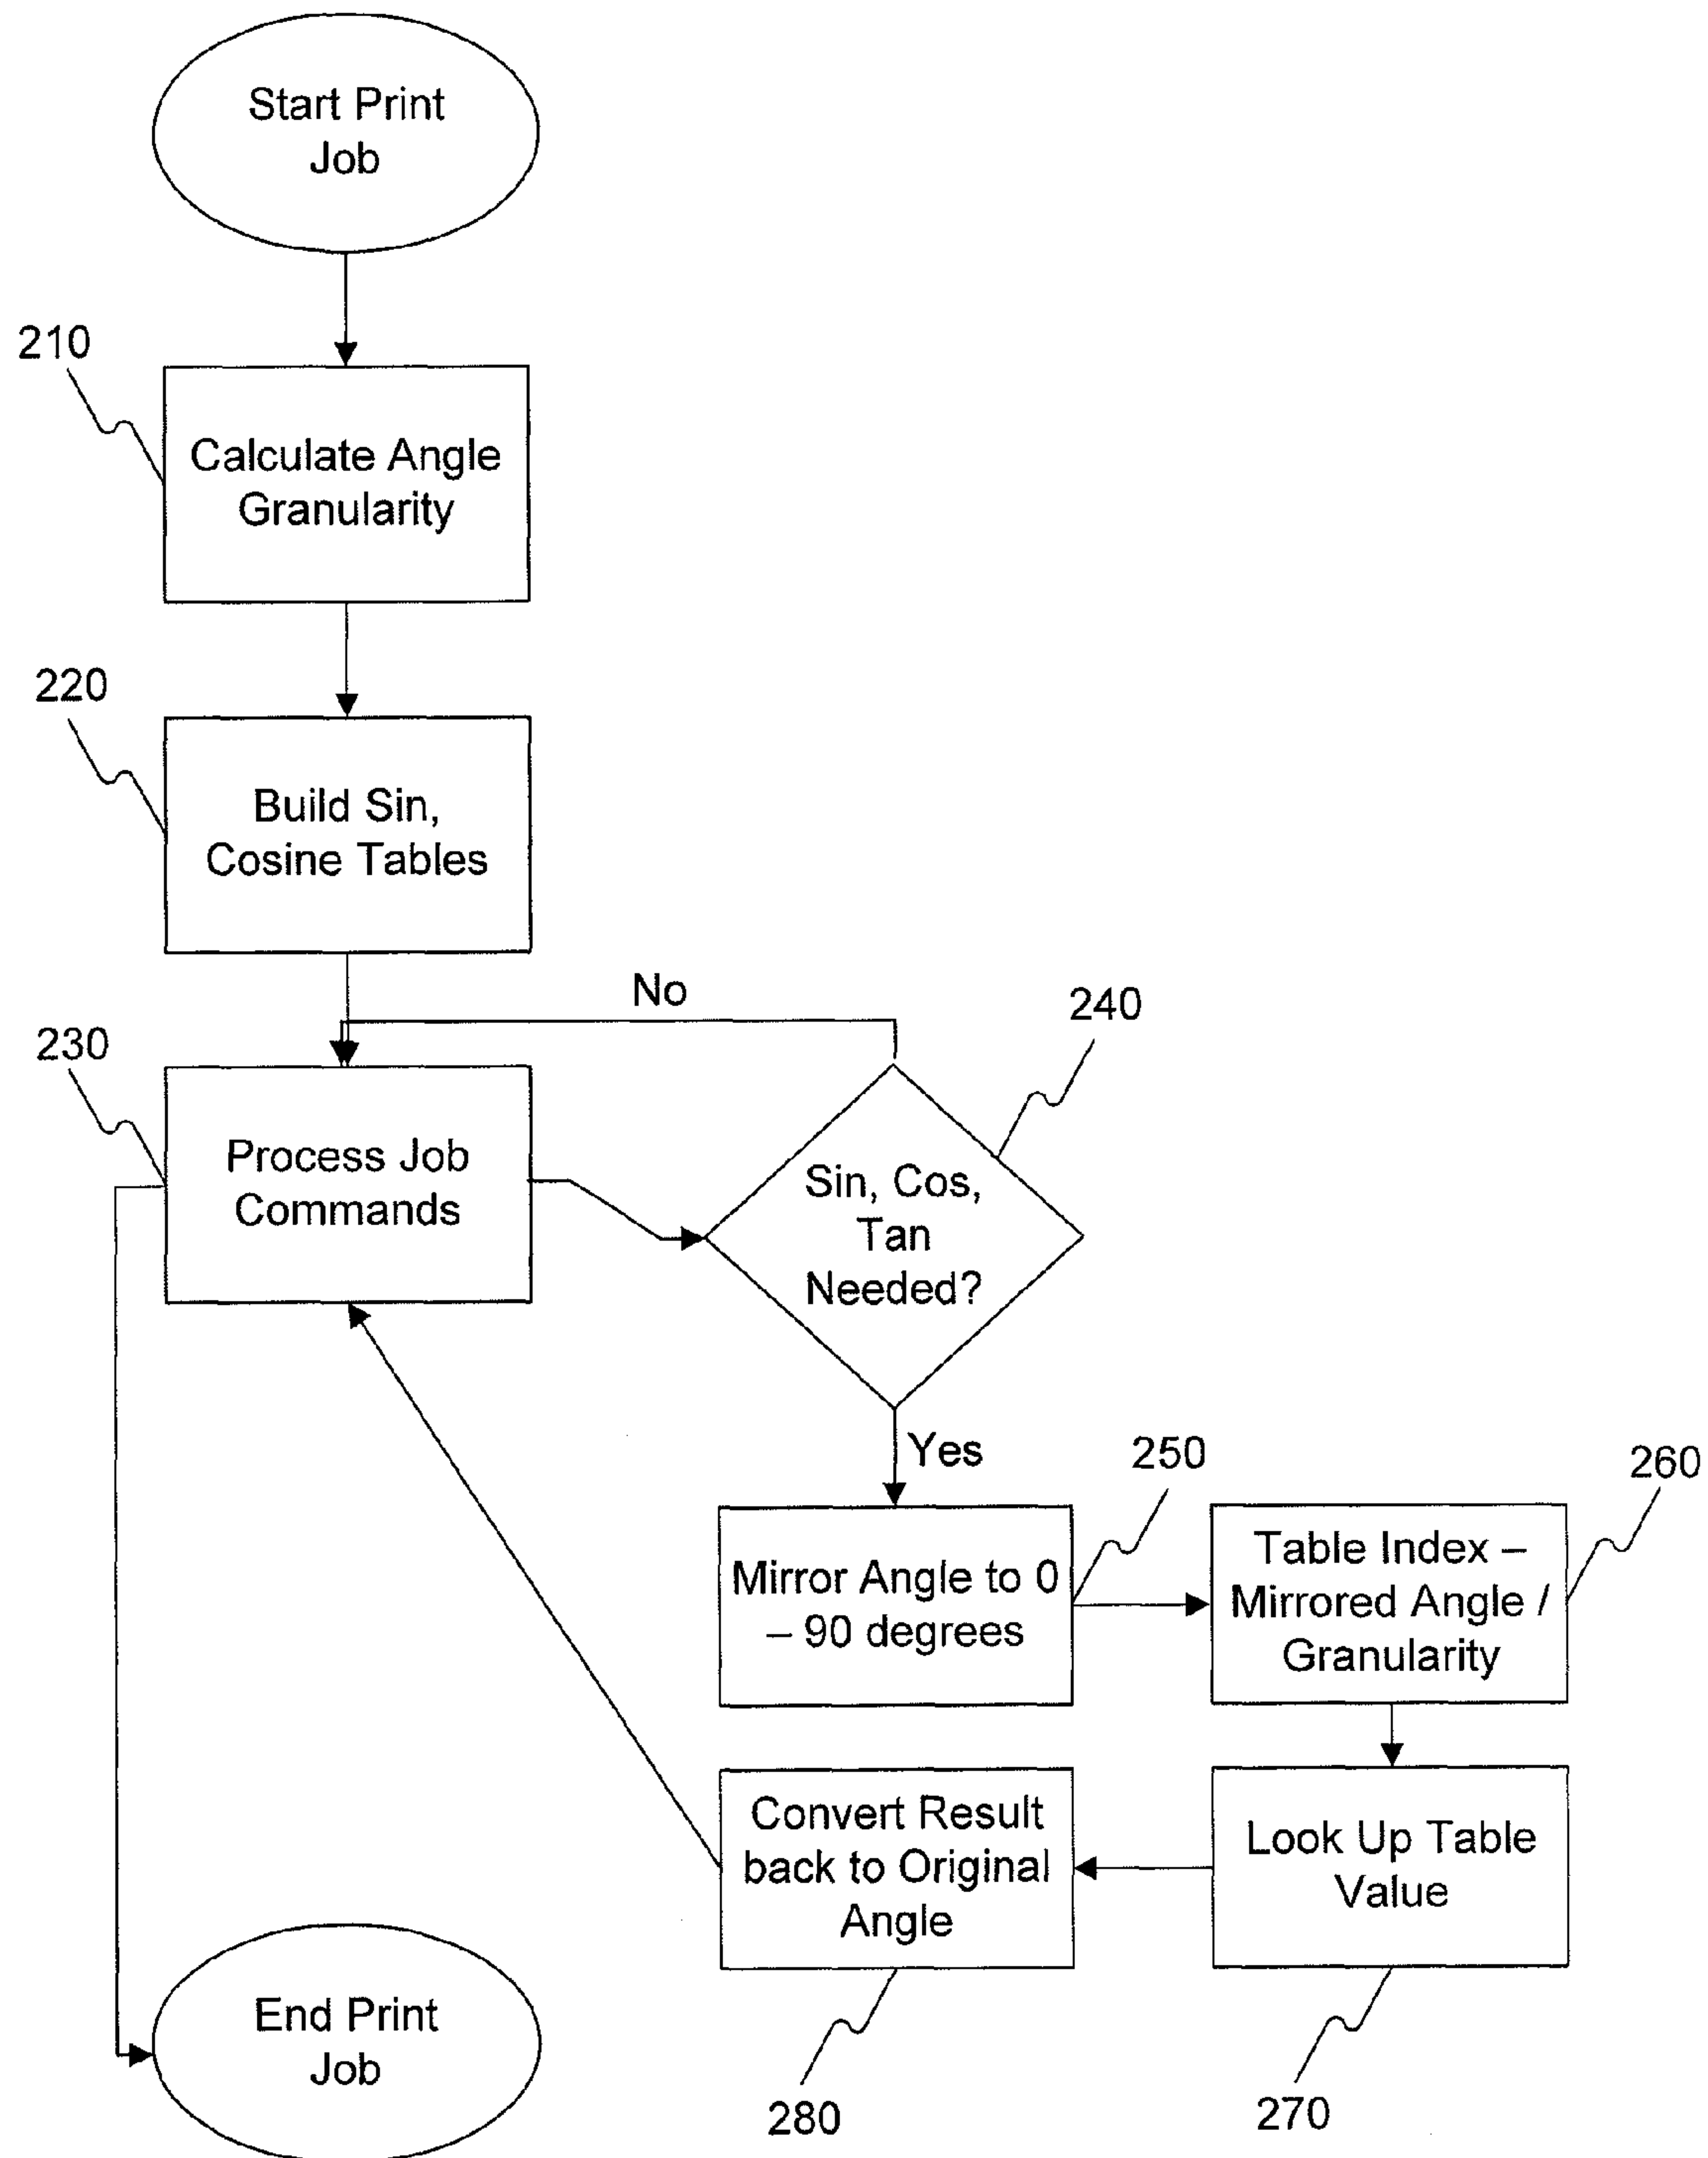 Start Print
Job
210
Calculate Angle
Granularity
220
Build Sin,
Cosine Tables
No
240
230
Process Job
Commands
Sin, Cos,
Tan
Needed?
Yes
250
260
Mirror Angle to 0
– 90 degrees
Table Index –
Mirrored Angle /
Granularity
Convert Result
back to Original
Angle
Look Up Table
Value
End Print
Job
280
270